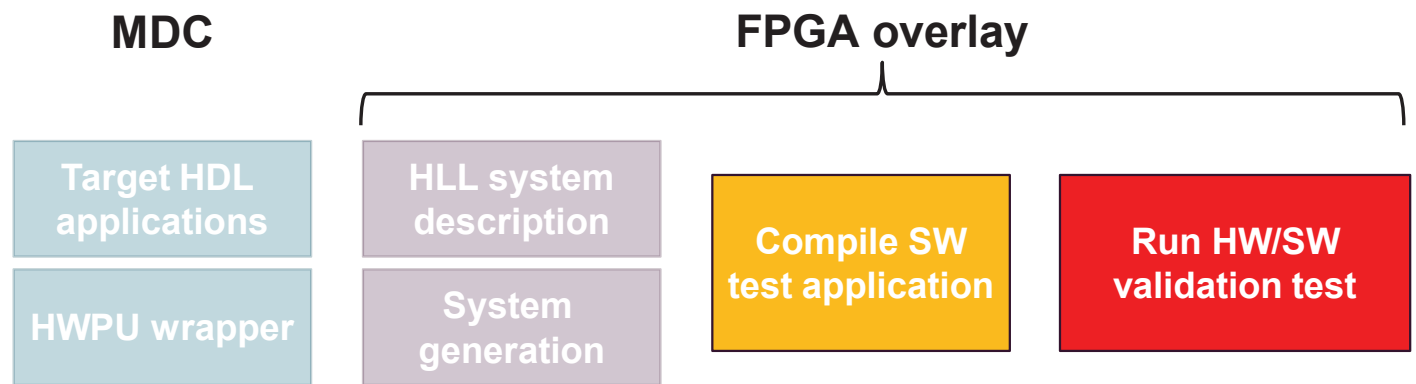 MDC
FPGA overlay
Target HDL
applications
HWPU wrapper
HLL system
description
System
generation
Compile SW
test application
Run HW/SW
validation test